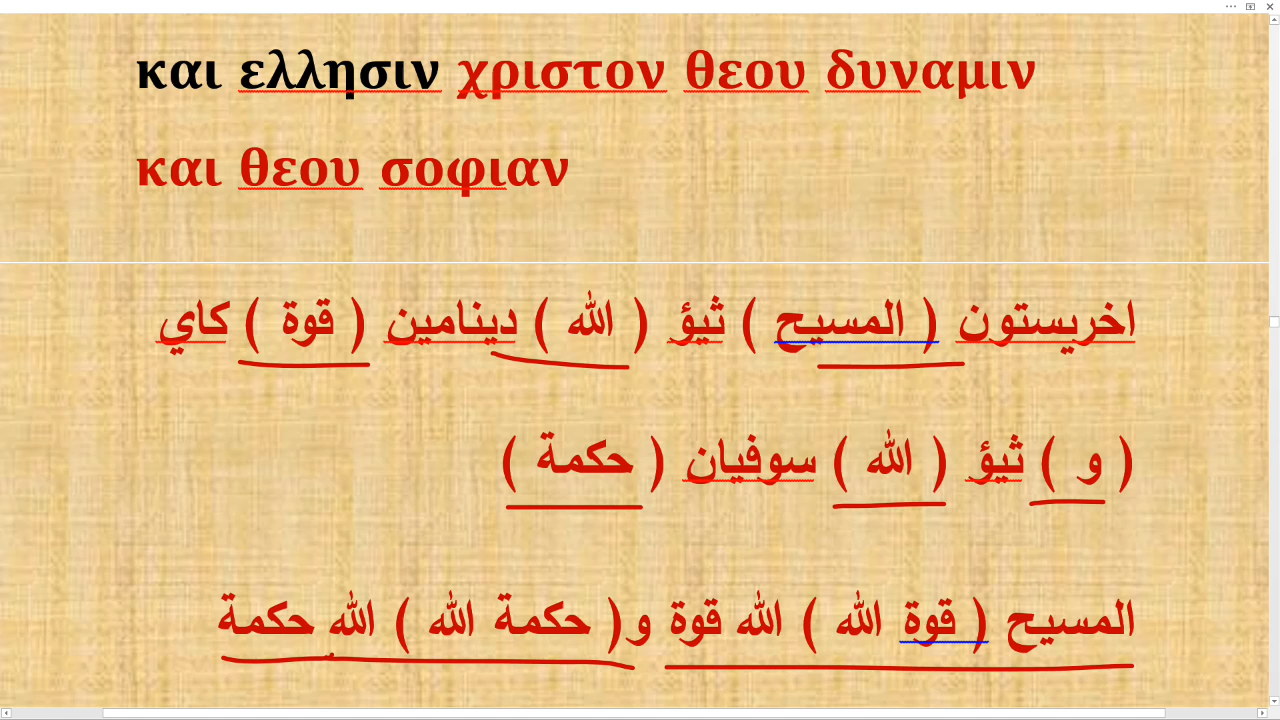 και ελλησιν χριστον θεου δυναμιν
και θεου σοφιαν
اخريستون ( المسيح ) ثيؤ ( الله ) دينامين ( قوة ) كاي
( و ) ثيؤ ( الله ) سوفيان ( حكمة )
المسيح ( قوة الله ) الله قوة و( حكمة الله ) الله حكمة